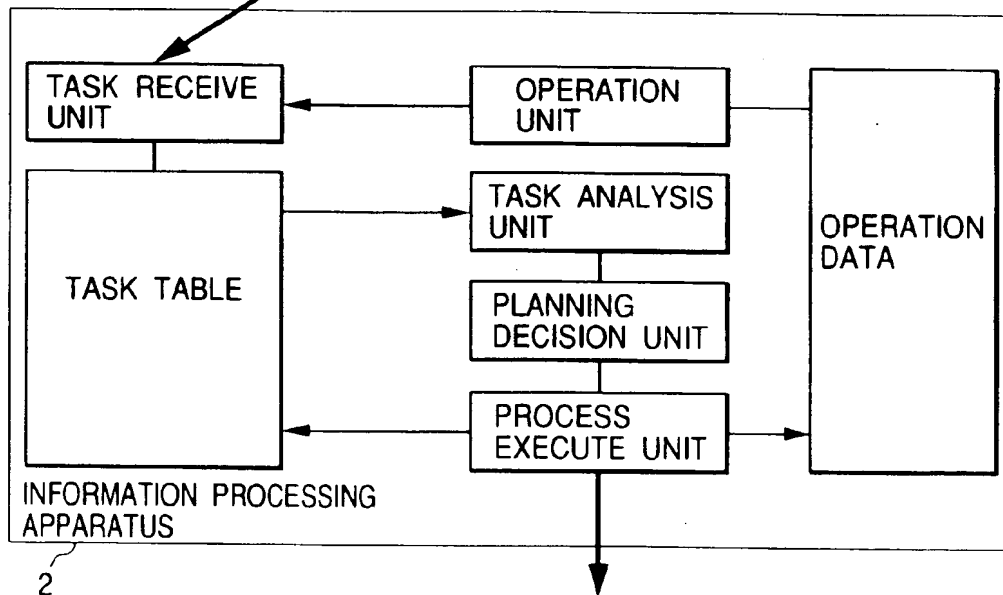 TASK RECEIVE
UNIT
OPERATION
UNIT
TASK ANALYSIS
UNIT
OPERATION
DATA
TASK TABLE
PLANNING
DECISION UNIT
PROCESS
EXECUTE UNIT
INFORMATION PROCESSING
APPARATUS
2